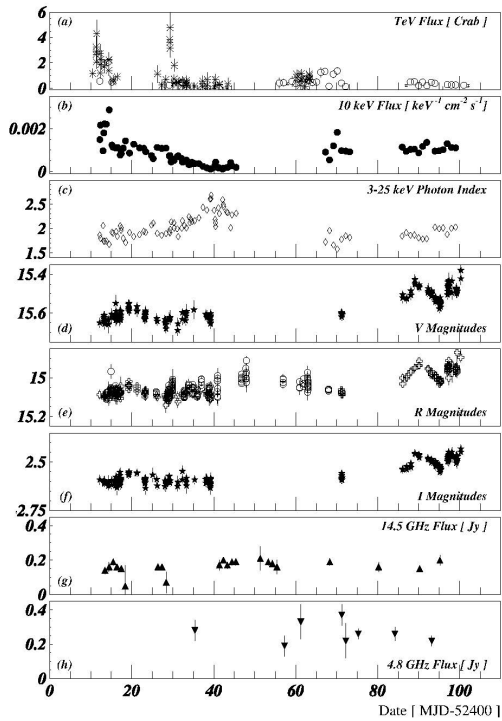 6
(a)
TeV Flux [ Crab ]
4
2
0
(b)
10 keV Flux [ keV⁻¹ cm⁻² s⁻¹ ]
0.002
0
(c)
3-25 keV Photon Index
2.5
2
1.5
15.4
15.6
(d)
V Magnitudes
15
15.2
(e)
R Magnitudes
2.5
(f)
I Magnitudes
.2.75
0.4
14.5 GHz Flux [ Jy ]
0.2
(g)
0
0.4
0.2
(h)
4.8 GHz Flux [ Jy ]
0
0 20 40 60 80 100
Date [ MJD-52400 ]